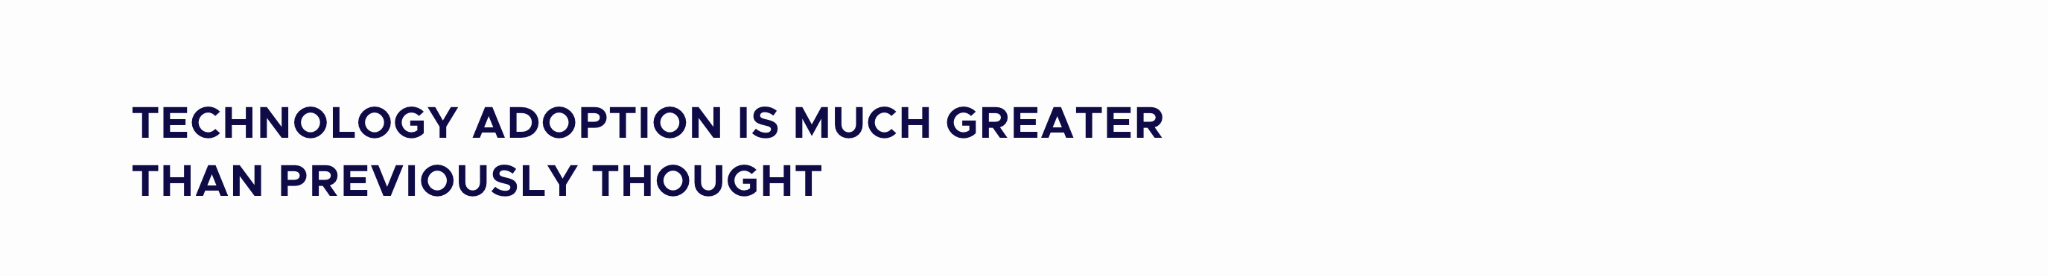 TECHNOLOGY ADOPTION IS MUCH GREATER
THAN PREVIOUSLY THOUGHT